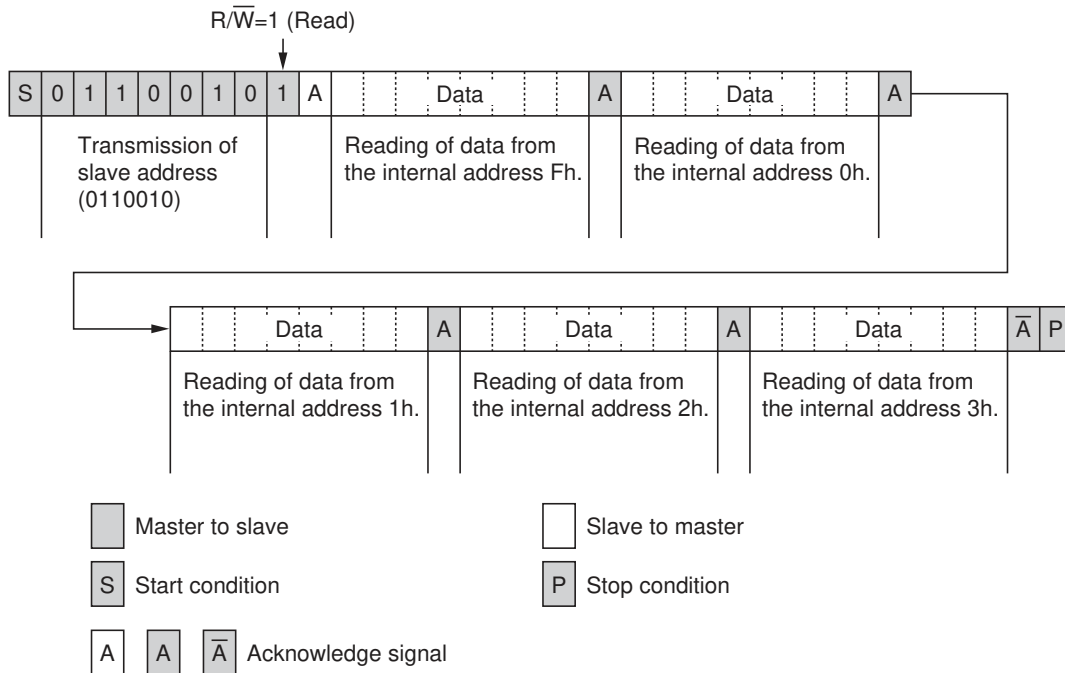 R/W̅=1 (Read)
S 0 1 1 0 0 1 0 1 A Data A Data A
Transmission of
slave address
(0110010)
Reading of data from
the internal address Fh.
Reading of data from
the internal address 0h.
Data A Data A Data A̅ P
Reading of data from
the internal address 1h.
Reading of data from
the internal address 2h.
Reading of data from
the internal address 3h.
Master to slave
Slave to master
S Start condition
P Stop condition
A A A̅ Acknowledge signal